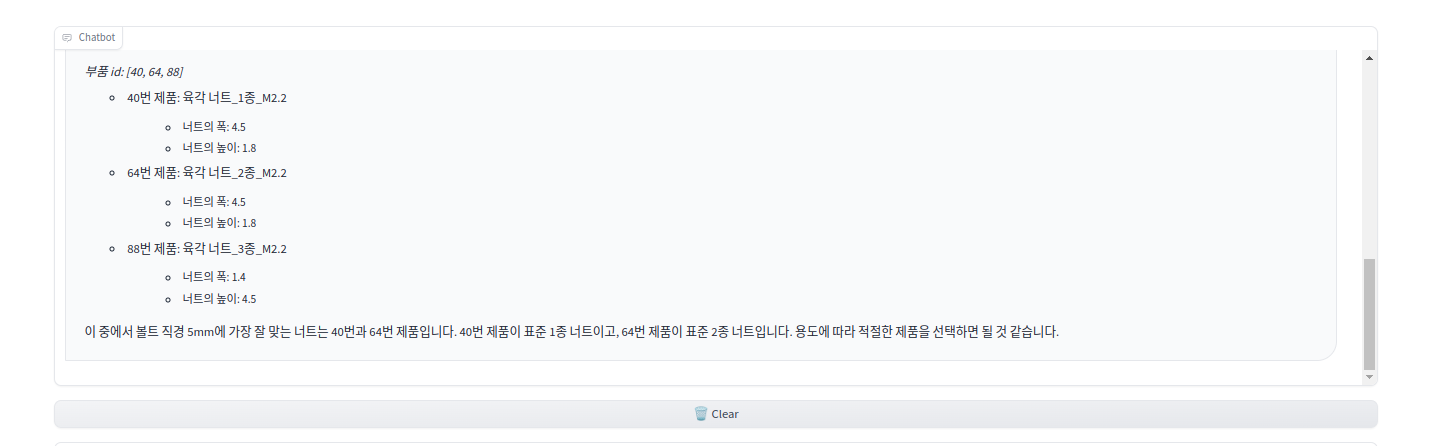 Chatbot
부품 id: [40, 64, 88]
40번 제품: 육각 너트_1종_M2.2
너트의 폭: 4.5
너트의 높이: 1.8
64번 제품: 육각 너트_2종_M2.2
너트의 폭: 4.5
너트의 높이: 1.8
88번 제품: 육각 너트_3종_M2.2
너트의 폭: 1.4
너트의 높이: 4.5
이 중에서 볼트 직경 5mm에 가장 잘 맞는 너트는 40번과 64번 제품입니다. 40번 제품이 표준 1종 너트이고, 64번 제품이 표준 2종 너트입니다. 용도에 따라 적절한 제품을 선택하면 될 것 같습니다.
Clear